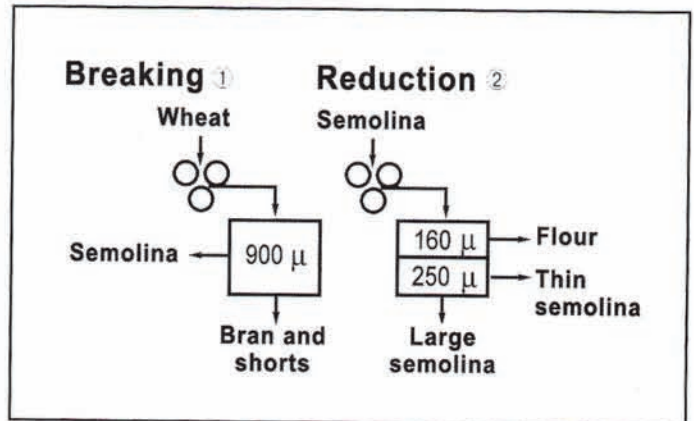 Breaking ①
Wheat
Semolina
900 µ
Bran and
shorts
Reduction ②
Semolina
160 µ
Flour
250 µ
Thin
semolina
Large
semolina